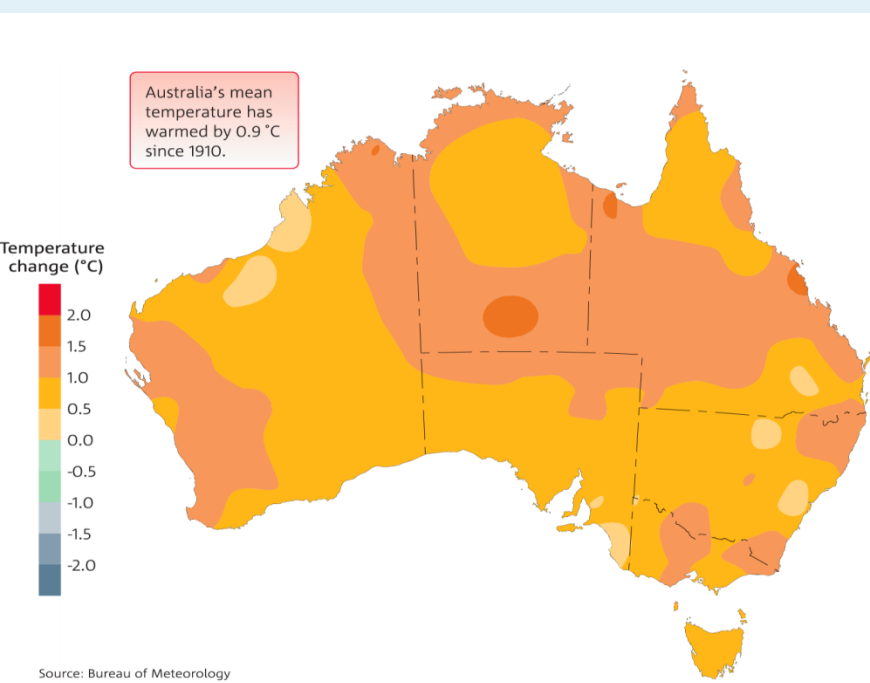 Australia's mean
temperature has
warmed by 0.9 °C
since 1910.
Temperature
change (°C)
2.0
1.5
1.0
0.5
0.0
-0.5
-1.0
-1.5
-2.0
Source: Bureau of Meteorology